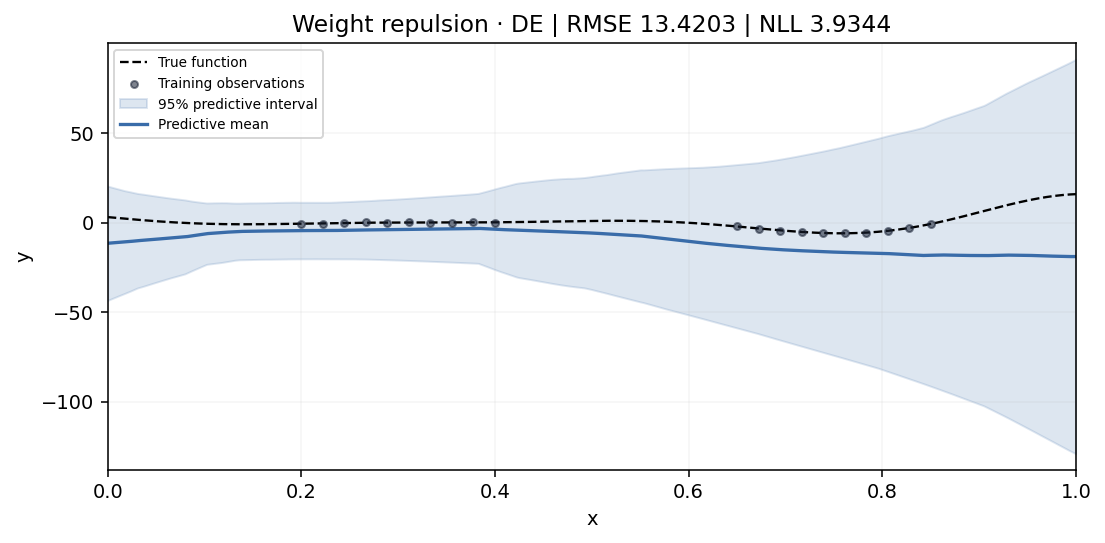 Weight repulsion · DE | RMSE 13.4203 | NLL 3.9344
True function
Training observations
95% predictive interval
Predictive mean
50
0
−50
−100
y
0.0 0.2 0.4 0.6 0.8 1.0
x